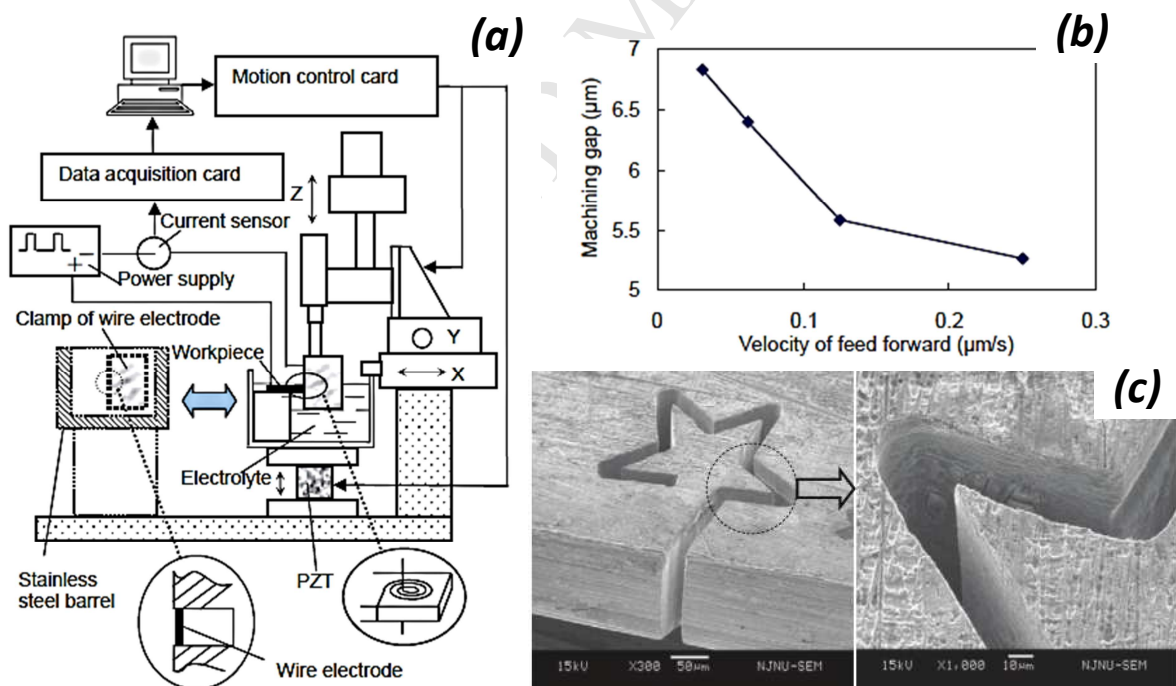 (a)
Motion control card
Data acquisition card
Z
Current sensor
+ −
Power supply
Clamp of wire electrode
Workpiece
Y
X
Electrolyte
PZT
Stainless
steel barrel
Wire electrode
(b)
7
6.5
6
5.5
5
Machining gap (µm)
0
0.1
0.2
0.3
Velocity of feed forward (µm/s)
(c)
15kV X300 50µm NJNU-SEM
15kV X1,000 10µm NJNU-SEM